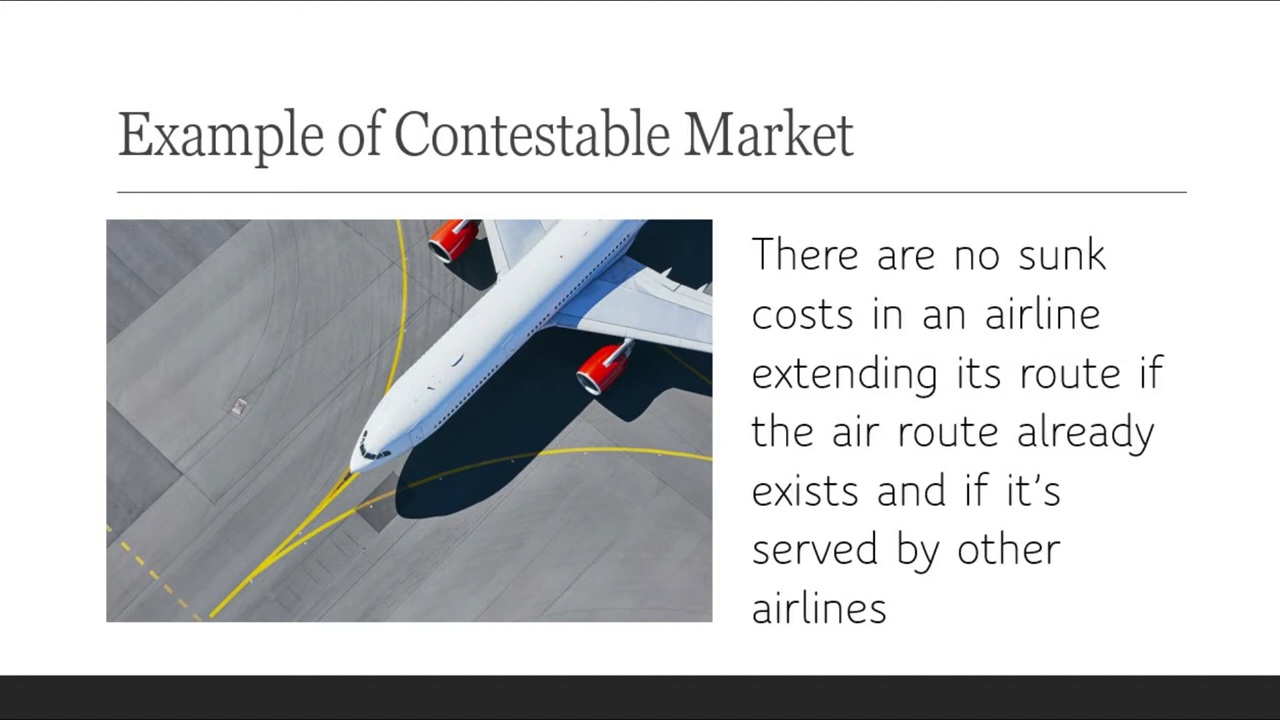 Example of Contestable Market
There are no sunk
costs in an airline
extending its route if
the air route already
exists and if it's
served by other
airlines